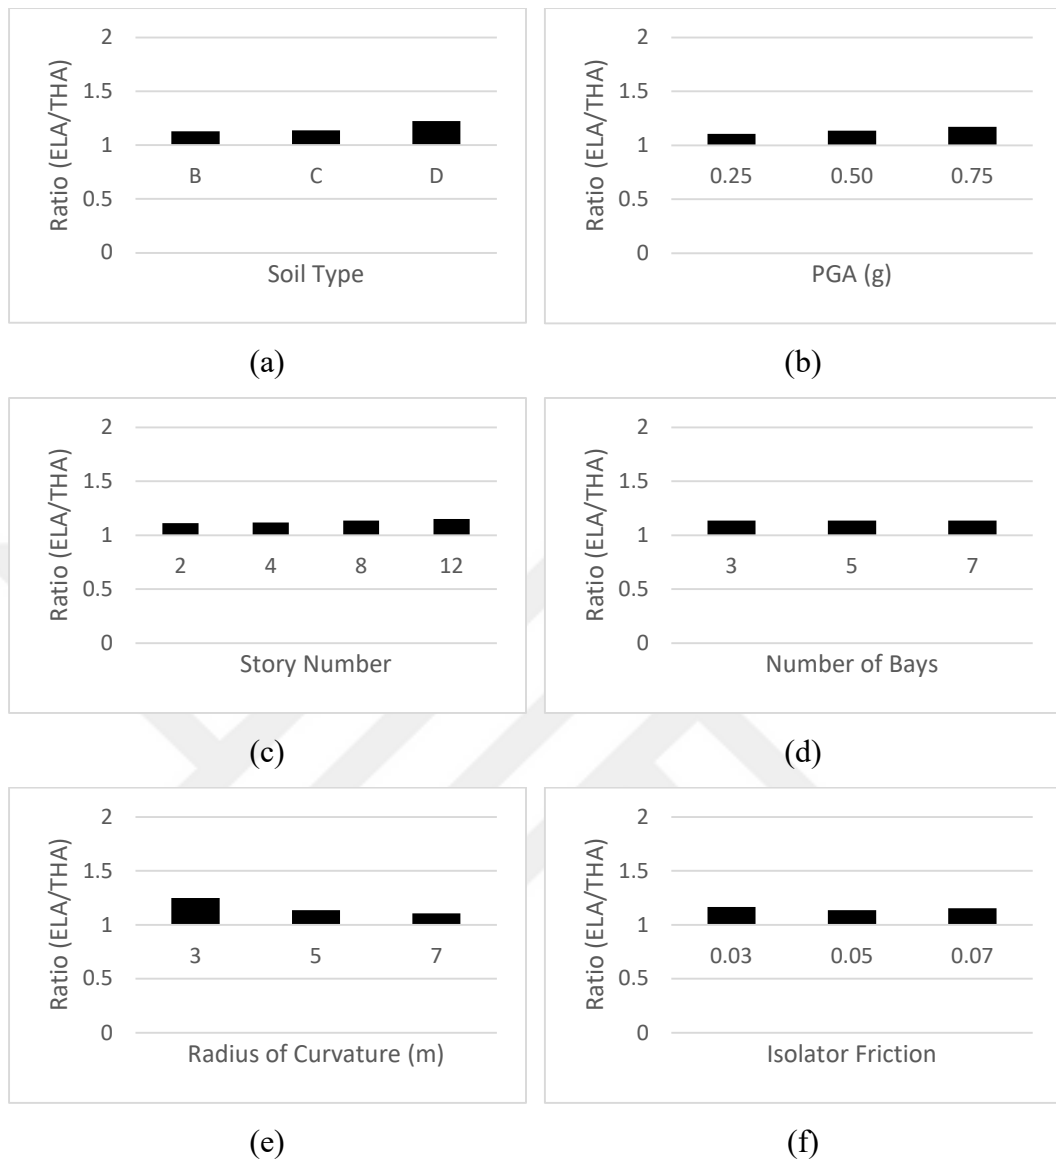 2
1.5
Ratio (ELA/THA)
1
B C D
0.5
0
Soil Type
(a)
2
1.5
Ratio (ELA/THA)
1
0.25 0.50 0.75
0.5
0
PGA (g)
(b)
2
1.5
Ratio (ELA/THA)
1
2 4 8 12
0.5
0
Story Number
(c)
2
1.5
Ratio (ELA/THA)
1
3 5 7
0.5
0
Number of Bays
(d)
2
1.5
Ratio (ELA/THA)
1
3 5 7
0.5
0
Radius of Curvature (m)
(e)
2
1.5
Ratio (ELA/THA)
1
0.03 0.05 0.07
0.5
0
Isolator Friction
(f)